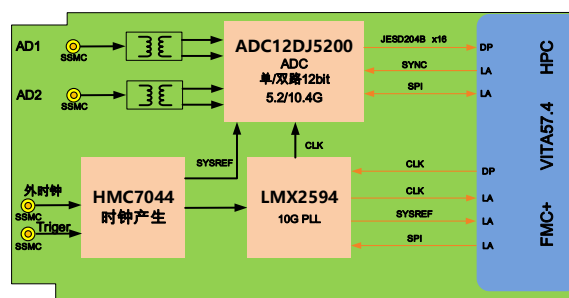 AD1
SSMC
AD2
SSMC
ADC12DJ5200
ADC
单/双路12bit
5.2/10.4G
JESD204B x16
DP
SYNC
LA
SPI
LA
HPC
VITA57.4
FMC+
SYSREF
CLK
外时钟
SSMC
Triger
SSMC
HMC7044
时钟产生
LMX2594
10G PLL
CLK
DP
CLK
LA
SYSREF
LA
SPI
LA